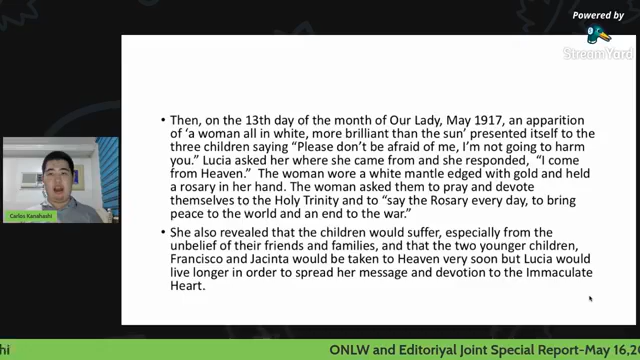 Powered by
StreamYard
• Then, on the 13th day of the month of Our Lady, May 1917, an apparition
of ‘a woman all in white, more brilliant than the sun’ presented itself to the
three children saying “Please don’t be afraid of me, I’m not going to harm
you.” Lucia asked her where she came from and she responded, “I come
from Heaven.” The woman wore a white mantle edged with gold and held
a rosary in her hand. The woman asked them to pray and devote
themselves to the Holy Trinity and to “say the Rosary every day, to bring
peace to the world and an end to the war.”
• She also revealed that the children would suffer, especially from the
unbelief of their friends and families, and that the two younger children,
Francisco and Jacinta would be taken to Heaven very soon but Lucia would
live longer in order to spread her message and devotion to the Immaculate
Heart.
Carlos Kanahashi
hi
ONLW and Editoriyal Joint Special Report-May 16,20